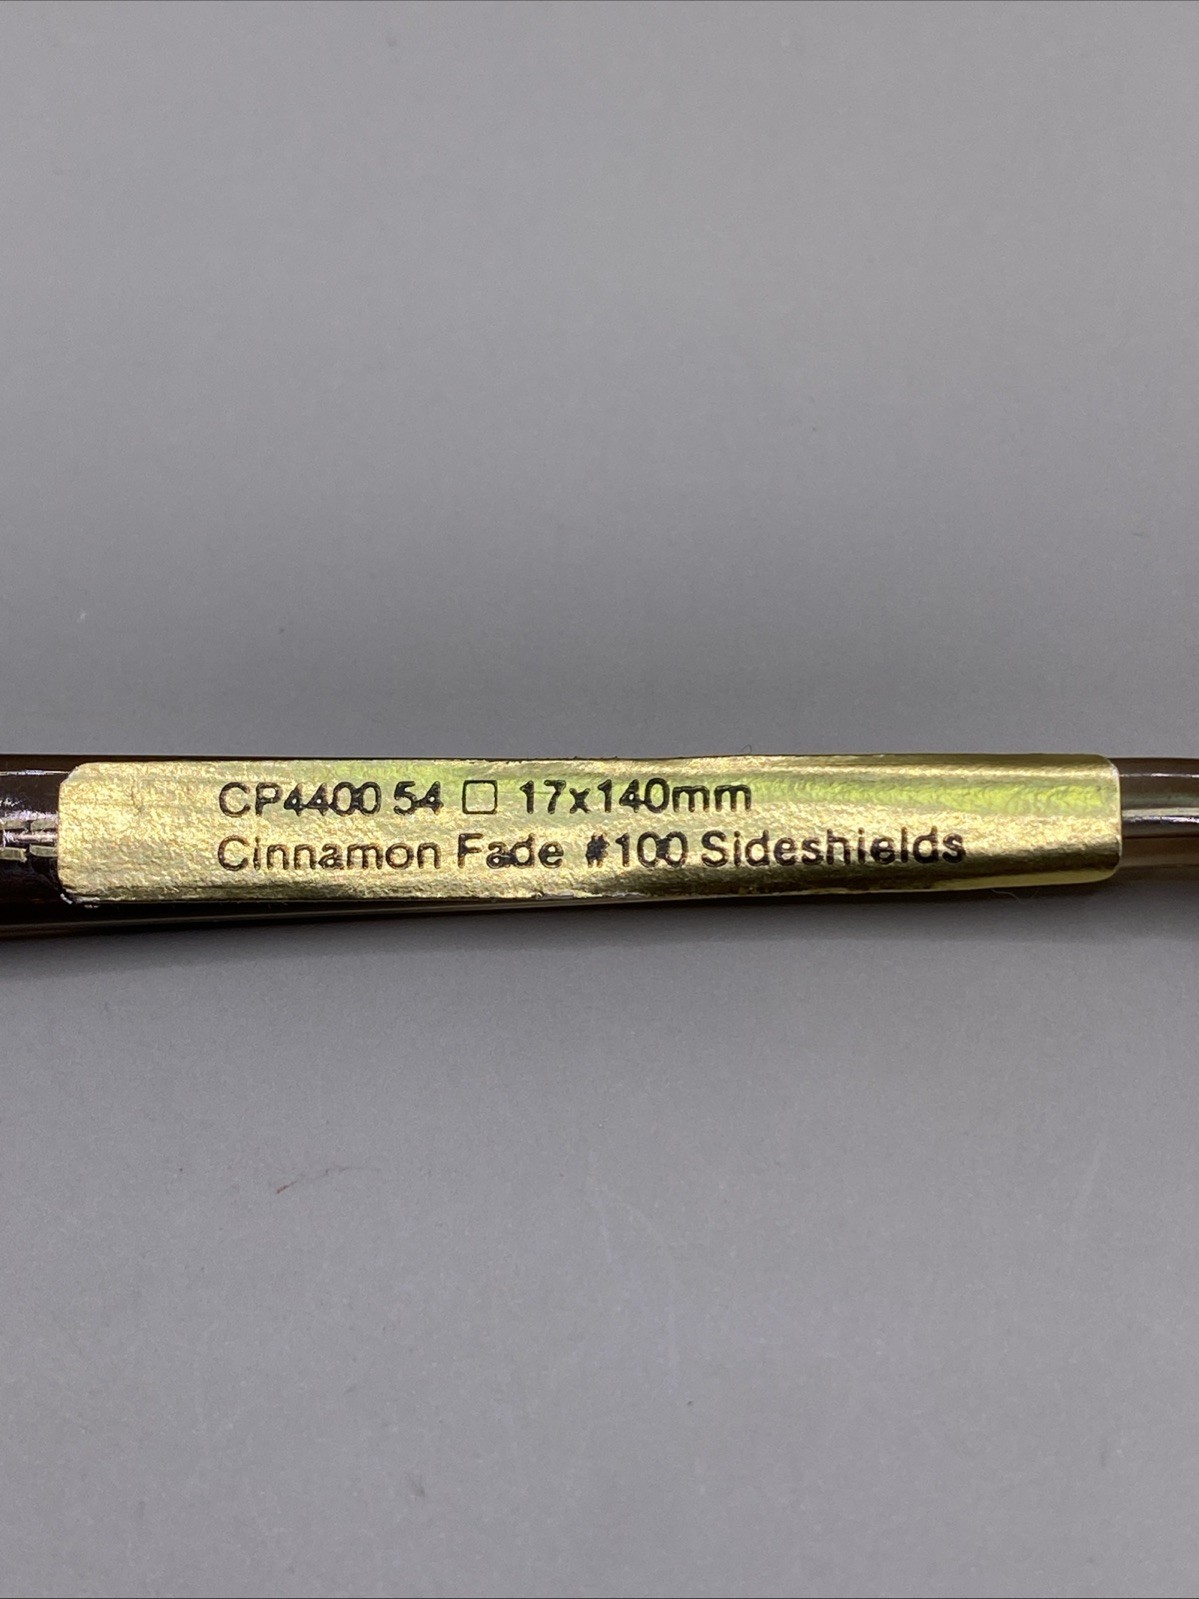 CP4400 54 □ 17x140mm
Cinnamon Fade #100 Sideshields